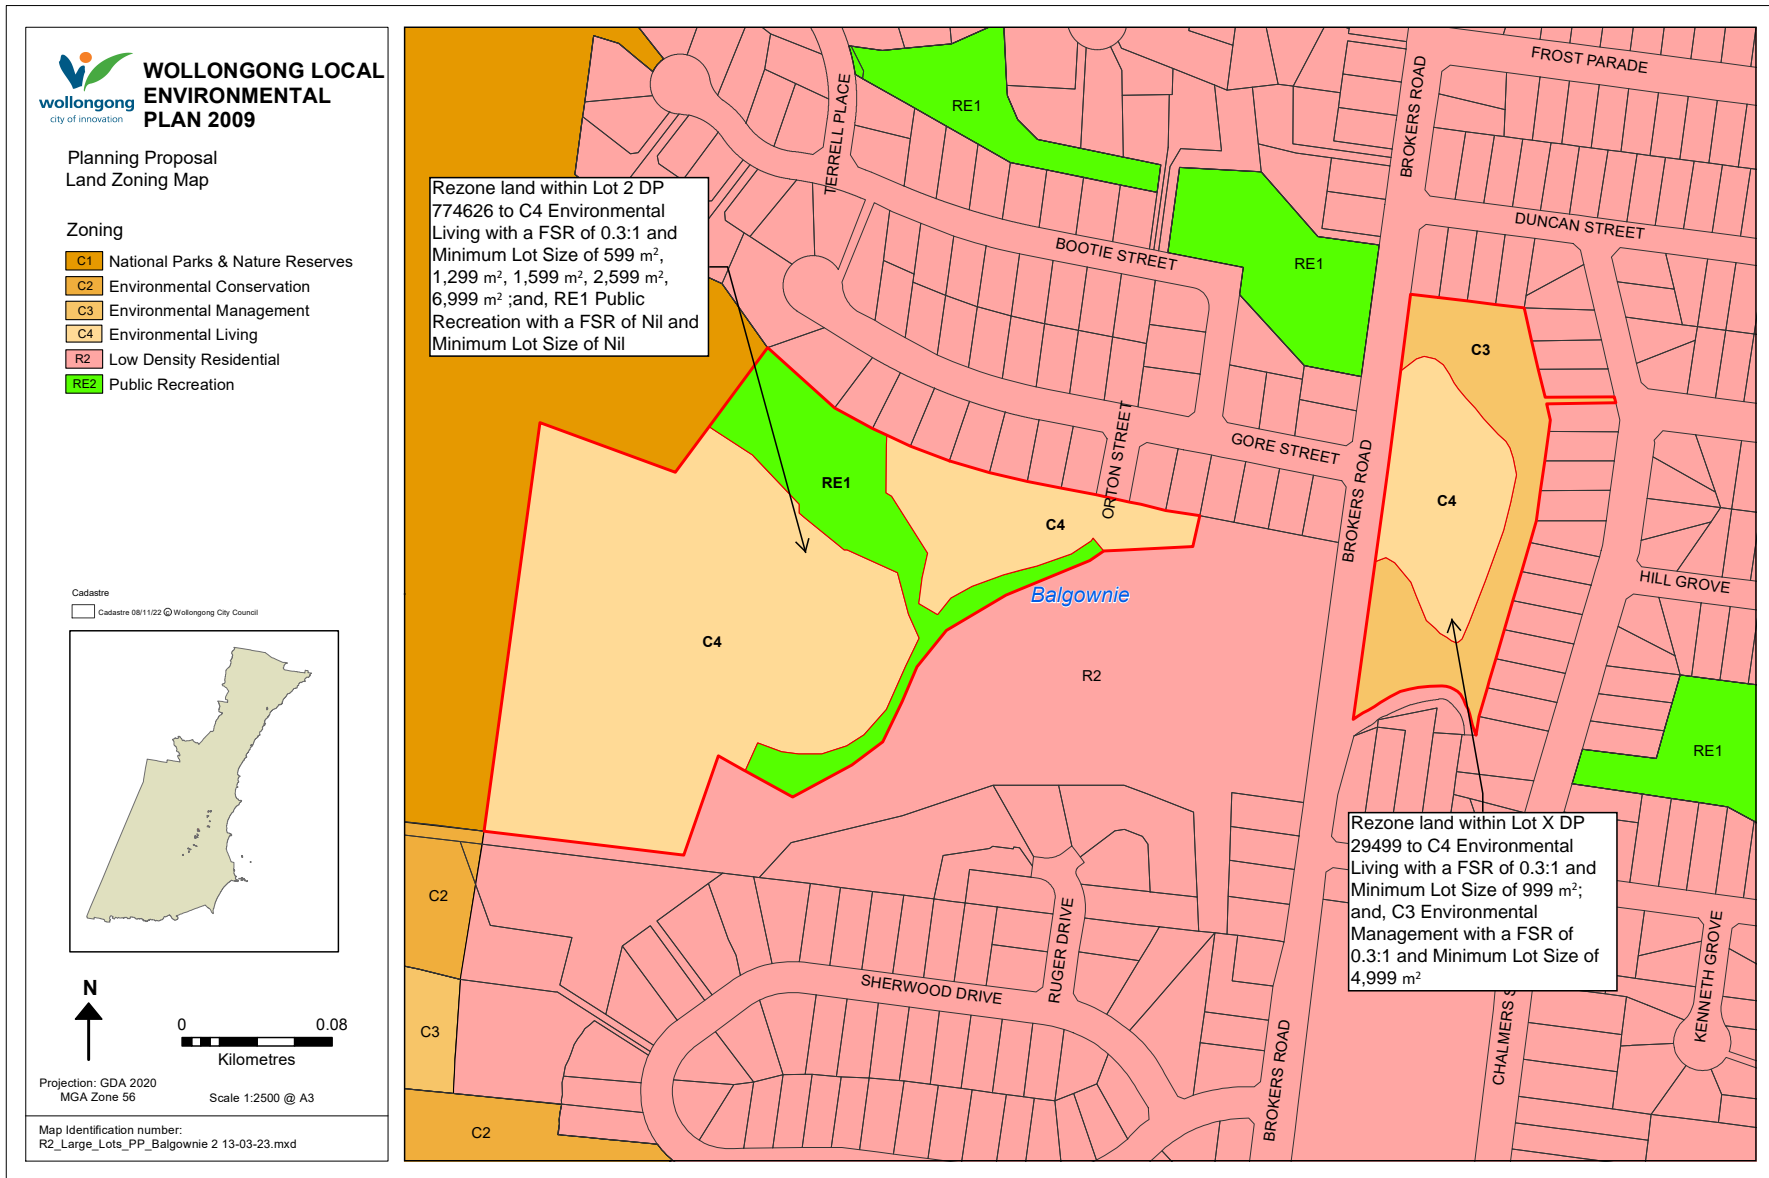 wollongong
city of innovation
WOLLONGONG LOCAL
ENVIRONMENTAL
PLAN 2009
Planning Proposal
Land Zoning Map
Zoning
C1 National Parks & Nature Reserves
C2 Environmental Conservation
C3 Environmental Management
C4 Environmental Living
R2 Low Density Residential
RE2 Public Recreation
Cadastre
Cadastre 08/11/22 © Wollongong City Council
N
0 0.08
Kilometres
Projection: GDA 2020
MGA Zone 56
Scale 1:2500 @ A3
Map Identification number:
R2_Large_Lots_PP_Balgownie 2 13-03-23.mxd
Rezone land within Lot 2 DP
774626 to C4 Environmental
Living with a FSR of 0.3:1 and
Minimum Lot Size of 599 m²,
1,299 m², 1,599 m², 2,599 m²,
6,999 m² ;and, RE1 Public
Recreation with a FSR of Nil and
Minimum Lot Size of Nil
TERRELL PLACE
RE1
BROKERS ROAD
FROST PARADE
DUNCAN STREET
BOOTIE STREET
RE1
C3
ORTON STREET
GORE STREET
RE1
C4
BROKERS ROAD
C4
HILL GROVE
Balgownie
C4
R2
RE1
Rezone land within Lot X DP
29499 to C4 Environmental
Living with a FSR of 0.3:1 and
Minimum Lot Size of 999 m²;
and, C3 Environmental
Management with a FSR of
0.3:1 and Minimum Lot Size of
4,999 m²
C2
SHERWOOD DRIVE
RUGER DRIVE
KENNETH GROVE
C3
BROKERS ROAD
CHALMERS S
C2